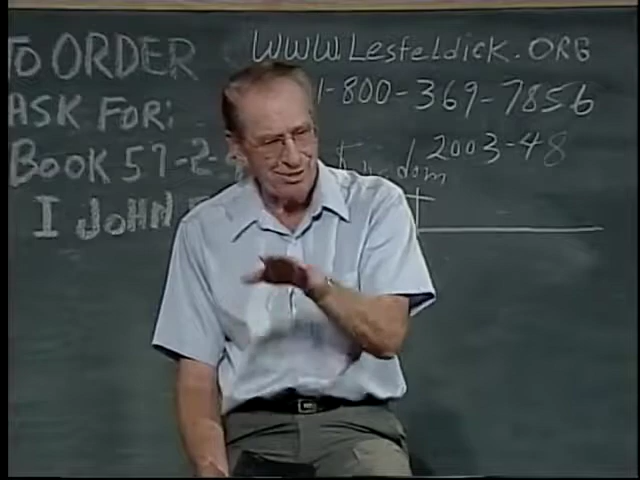 TO ORDER
ASK FOR:
BOOK 57-2-
I JOHN
WWW.Lesfeldick.ORG
1-800-369-7856
2003-48